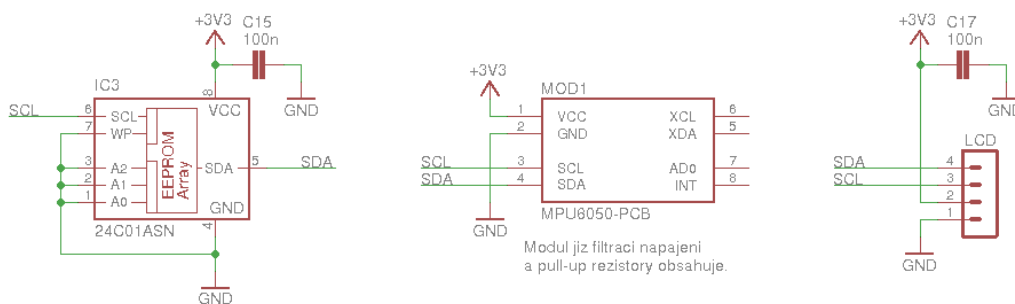 +3V3
C15
100n
GND
IC3
SCL
6
SCL
7
WP
3
A2
2
A1
1
A0
8
VCC
EEPROM
Array
SDA
5
SDA
GND
4
24C01ASN
GND
+3V3
MOD1
1
VCC
2
GND
SCL
3
SCL
SDA
4
SDA
XCL
6
XDA
5
AD0
7
INT
8
MPU6050-PCB
GND
Modul jiz filtraci napajeni
a pull-up rezistory obsahuje.
+3V3
C17
100n
GND
LCD
SDA
4
SCL
3
2
1
GND